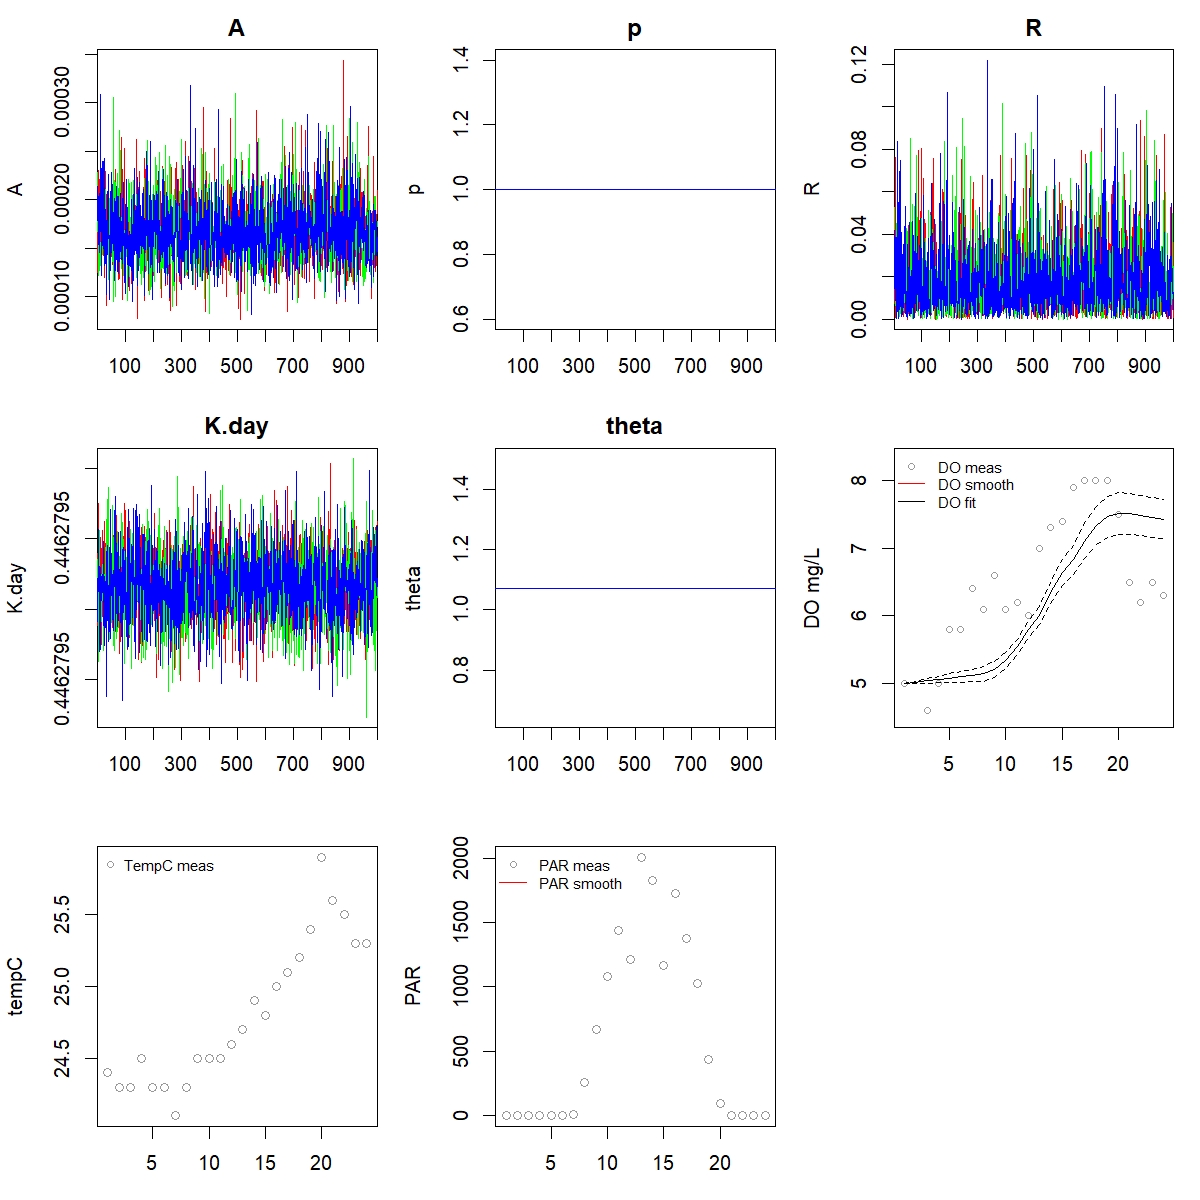 A
p
R
A
0.00010 0.00020 0.00030
100 300 500 700 900
p
0.6 0.8 1.0 1.2 1.4
100 300 500 700 900
R
0.00 0.04 0.08 0.12
100 300 500 700 900
K.day
theta
K.day
0.4462795 0.4462795
100 300 500 700 900
theta
0.8 1.0 1.2 1.4
100 300 500 700 900
DO mg/L
5 6 7 8
DO meas
DO smooth
DO fit
5 10 15 20
tempC
24.5 25.0 25.5
TempC meas
5 10 15 20
PAR
0 500 1000 1500 2000
PAR meas
PAR smooth
5 10 15 20